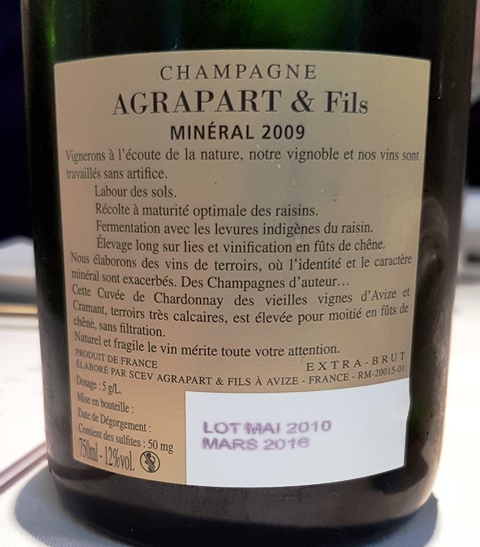 CHAMPAGNE
AGRAPART & Fils
MINÉRAL 2009
Vignerons à l'écoute de la nature, notre vignoble et nos vins sont
travaillés sans artifice.
Labour des sols.
Récolte à maturité optimale des raisins.
Fermentation avec les levures indigènes du raisin.
Élevage long sur lies et vinification en fûts de chêne.
Nous élaborons des vins de terroirs, où l'identité et le caractère
minéral sont exacerbés. Des Champagnes d'auteur…
Cette Cuvée de Chardonnay des vieilles vignes d'Avize et
Cramant, terroirs très calcaires, est élevée pour moitié en fûts de
chêne, sans filtration.
Naturel et fragile le vin mérite toute votre attention.
PRODUIT DE FRANCE EXTRA-BRUT
ÉLABORÉ PAR SCEV AGRAPART & FILS À AVIZE - FRANCE - RM-20015-01
Dosage : 5 g/L.
Mise en bouteille : LOT MAI 2010
Date de Dégorgement : MARS 2016
Contient des sulfites : 50 mg
750ml - 12%vol.